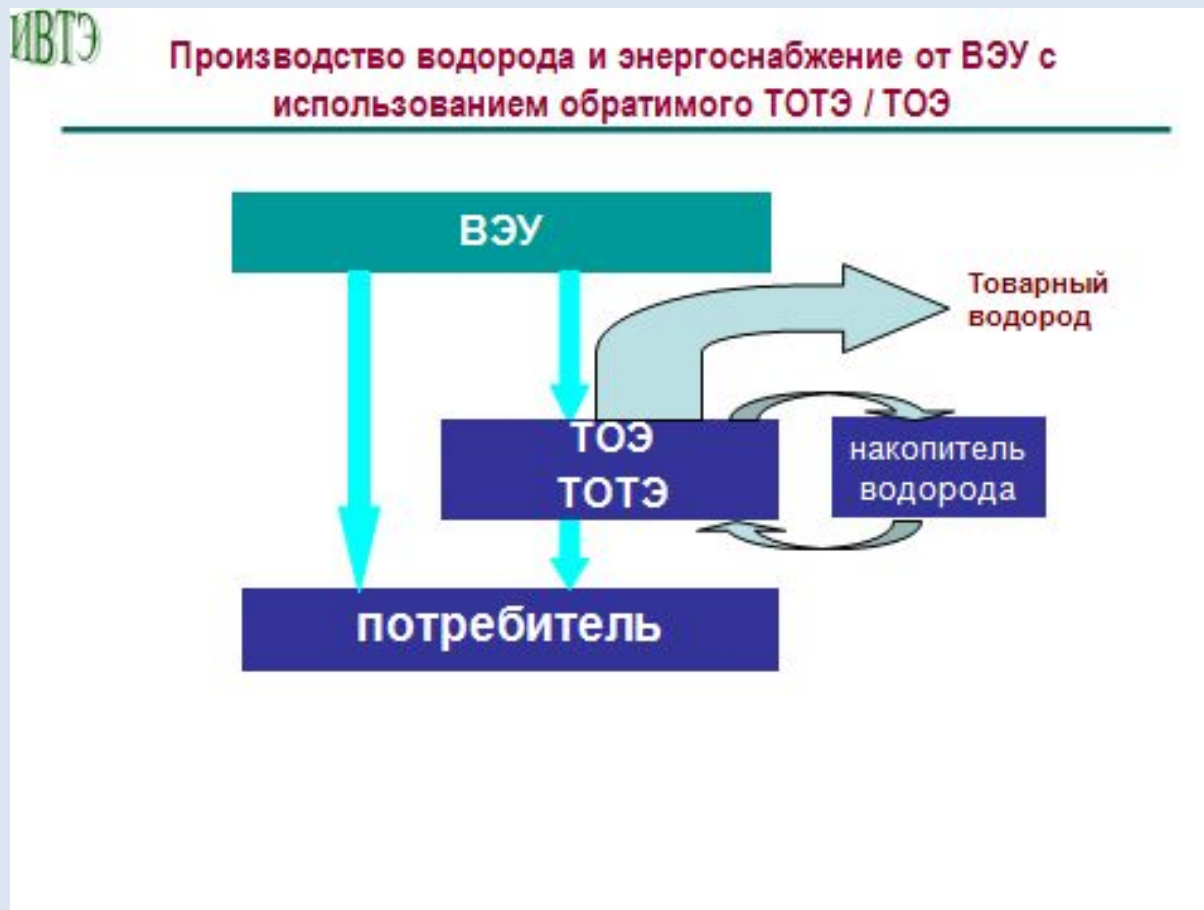 ИВТЭ
Производство водорода и энергоснабжение от ВЭУ с
использованием обратимого ТОТЭ / ТОЭ
ВЭУ
Товарный
водород
ТОЭ
ТОТЭ
накопитель
водорода
потребитель